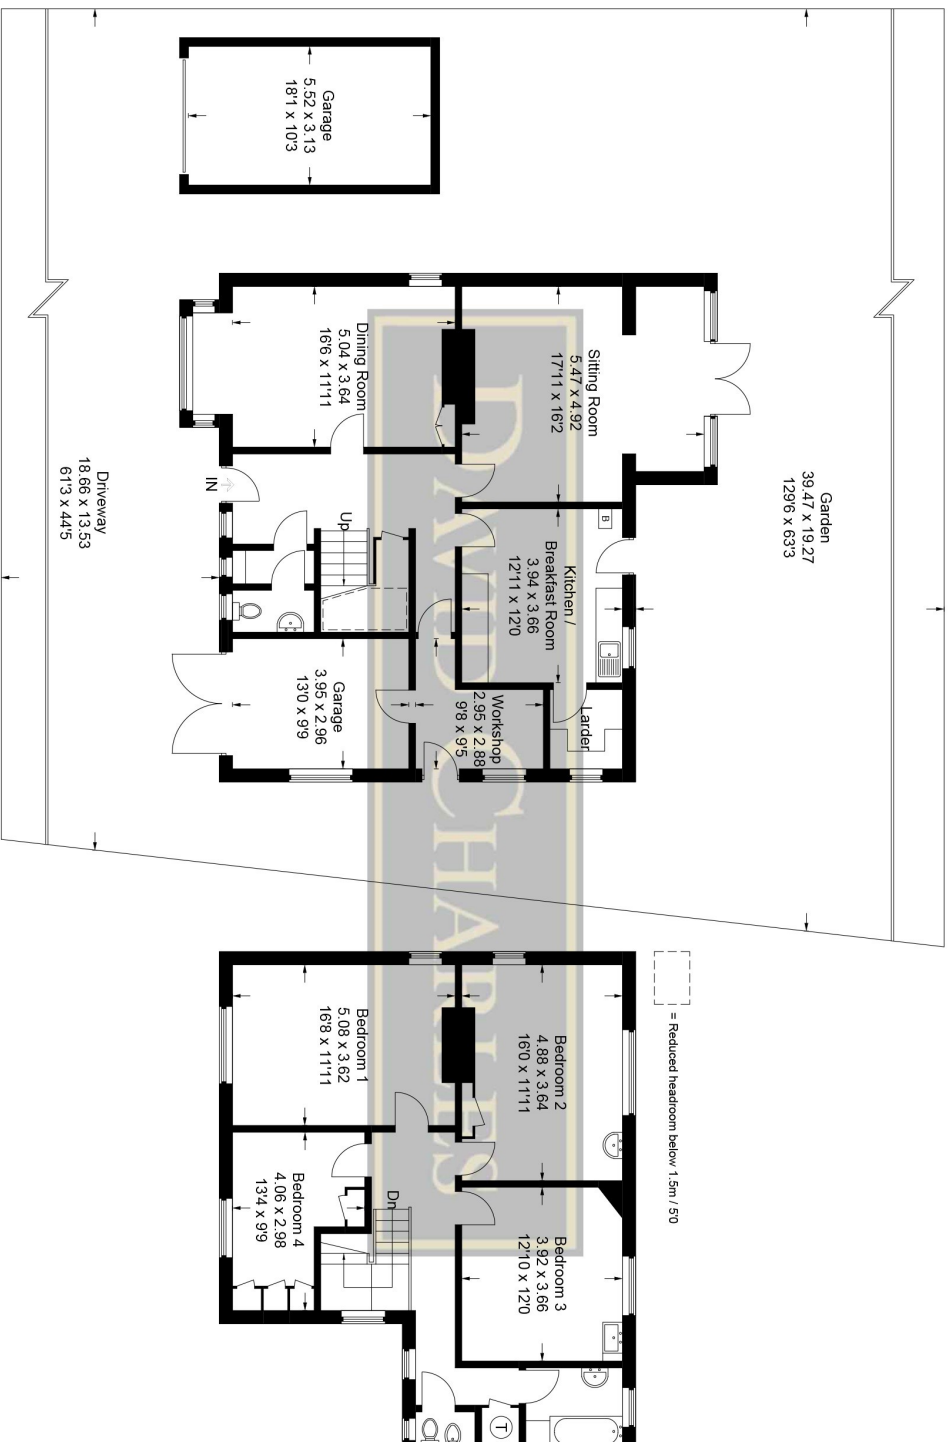 Garden
39.47 x 19.27
129'6 x 63'3
Garage
5.52 x 3.13
18'1 x 10'3
Sitting Room
5.47 x 4.92
17'11 x 16'2
B
Kitchen /
Breakfast Room
3.94 x 3.66
12'11 x 12'0
Larder
Dining Room
5.04 x 3.64
16'6 x 11'11
Workshop
2.95 x 2.88
9'8 x 9'5
Up
IN
Garage
3.95 x 2.96
13'0 x 9'9
Driveway
18.66 x 13.53
61'3 x 44'5
= Reduced headroom below 1.5m / 5'0
Bedroom 2
4.88 x 3.64
16'0 x 11'11
Bedroom 3
3.92 x 3.66
12'10 x 12'0
Bedroom 1
5.08 x 3.62
16'8 x 11'11
Dn
Bedroom 4
4.06 x 2.98
13'4 x 9'9
T
DAVID CHARLES